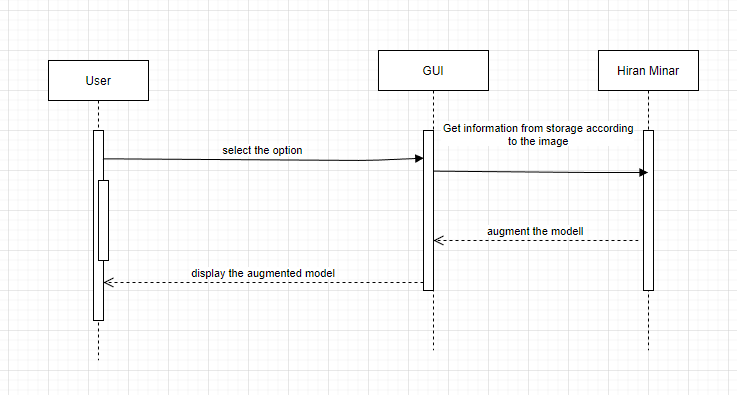 User
GUI
Hiran Minar
select the option
Get information from storage according
to the image
augment the modell
display the augmented model